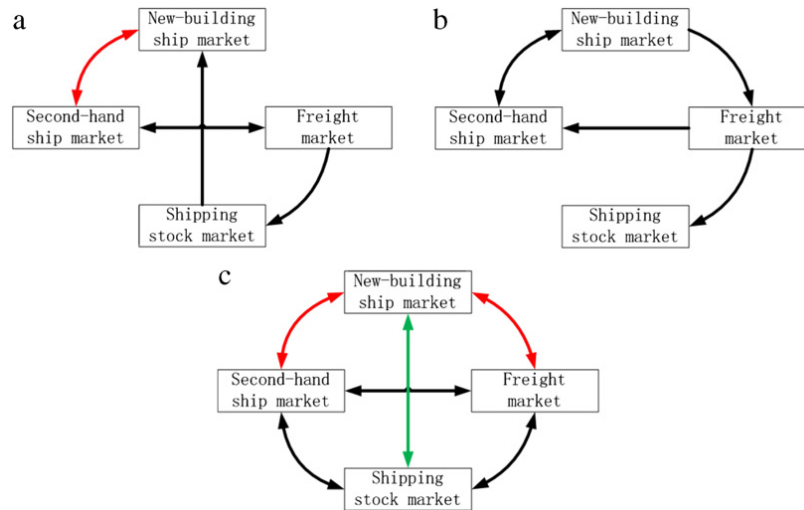 a
New-building
ship market
Second-hand
ship market
Freight
market
Shipping
stock market
b
New-building
ship market
Second-hand
ship market
Freight
market
Shipping
stock market
c
New-building
ship market
Second-hand
ship market
Freight
market
Shipping
stock market